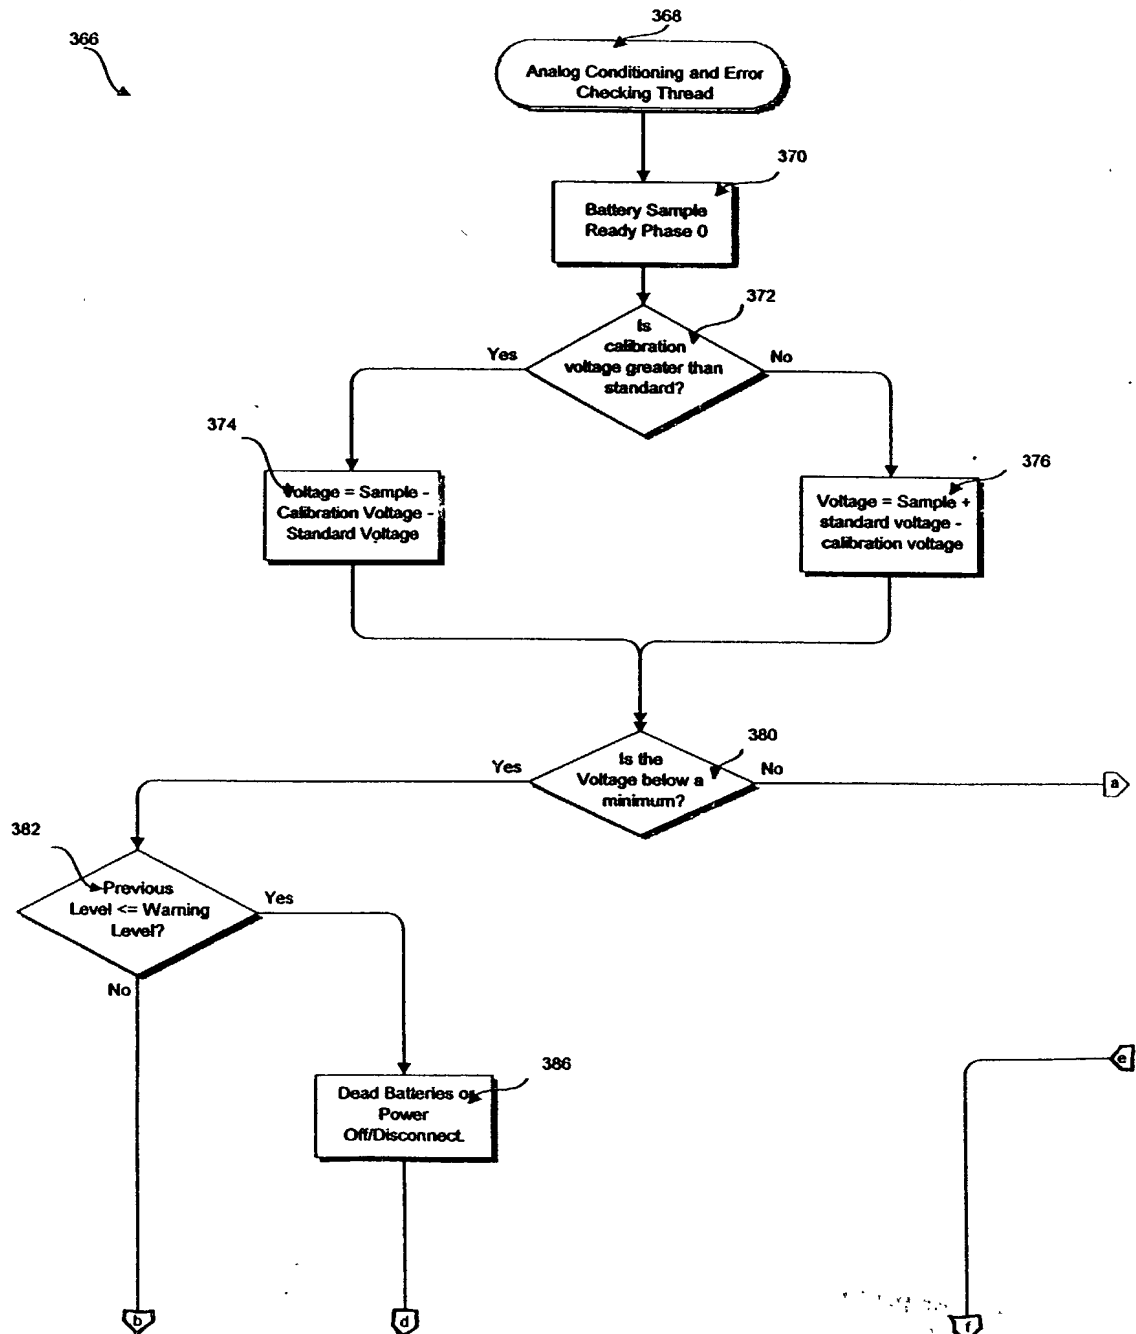 368
366
Analog Conditioning and Error
Checking Thread
370
Battery Sample
Ready Phase 0
372
Is
calibration
voltage greater than
standard?
Yes
No
374
Voltage = Sample -
Calibration Voltage -
Standard Voltage
376
Voltage = Sample +
standard voltage -
calibration voltage
380
Is the
Voltage below a
minimum?
Yes
No
a
382
Previous
Level <= Warning
Level?
Yes
No
e
386
Dead Batteries or
Power
Off/Disconnect.
b
d
f